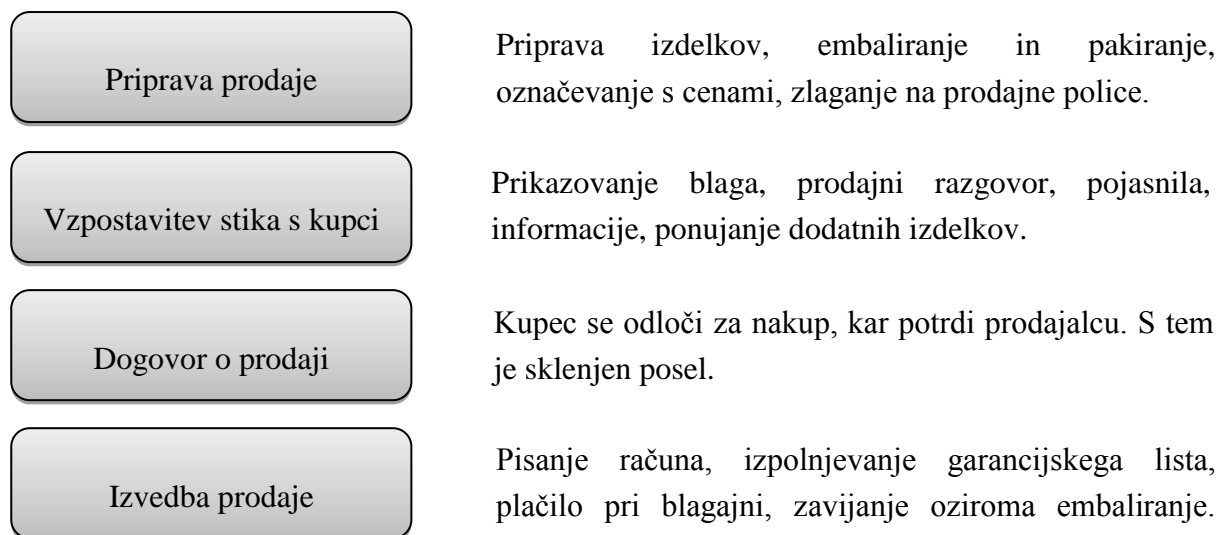 Priprava prodaje
Priprava izdelkov, embaliranje in pakiranje,
označevanje s cenami, zlaganje na prodajne police.
Vzpostavitev stika s kupci
Prikazovanje blaga, prodajni razgovor, pojasnila,
informacije, ponujanje dodatnih izdelkov.
Dogovor o prodaji
Kupec se odloči za nakup, kar potrdi prodajalcu. S tem
je sklenjen posel.
Izvedba prodaje
Pisanje računa, izpolnjevanje garancijskega lista,
plačilo pri blagajni, zavijanje oziroma embaliranje.